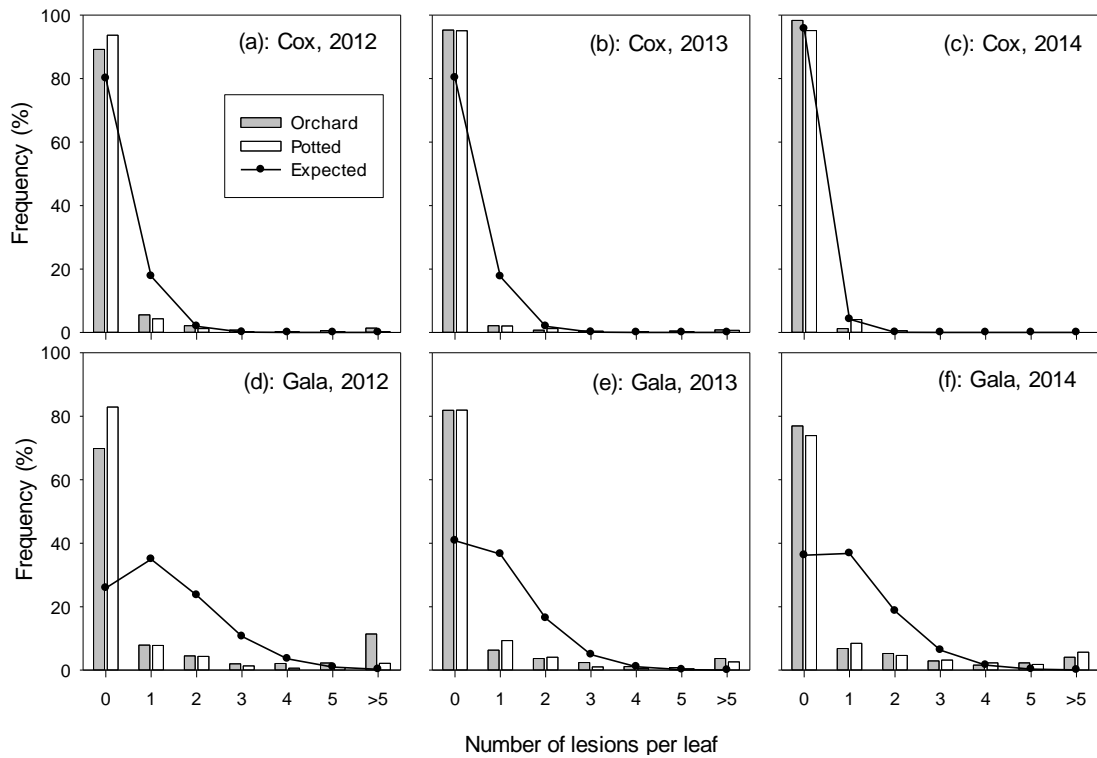 100
80
60
40
20
0
Frequency (%)
(a): Cox, 2012
Orchard
Potted
Expected
(b): Cox, 2013
(c): Cox, 2014
100
80
60
40
20
0
Frequency (%)
(d): Gala, 2012
(e): Gala, 2013
(f): Gala, 2014
0 1 2 3 4 5 >5
0 1 2 3 4 5 >5
0 1 2 3 4 5 >5
Number of lesions per leaf